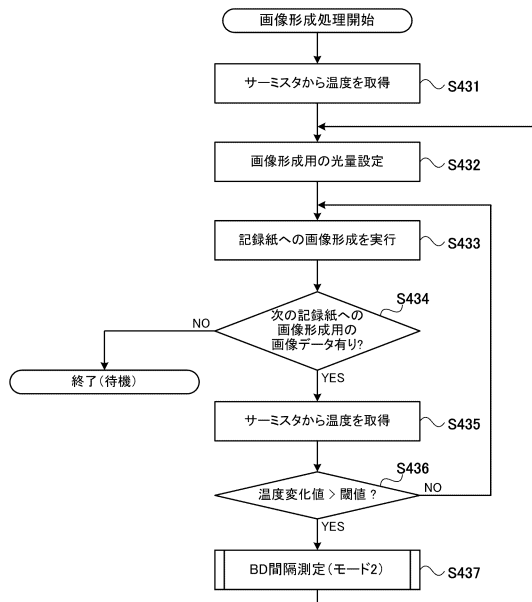 画像形成処理開始
サーミスタから温度を取得
S431
画像形成用の光量設定
S432
記録紙への画像形成を実行
S433
S434
次の記録紙への
画像形成用の
画像データ有り?
NO
終了(待機)
YES
サーミスタから温度を取得
S435
S436
温度変化値 > 閾値 ?
NO
YES
BD間隔測定(モード2)
S437